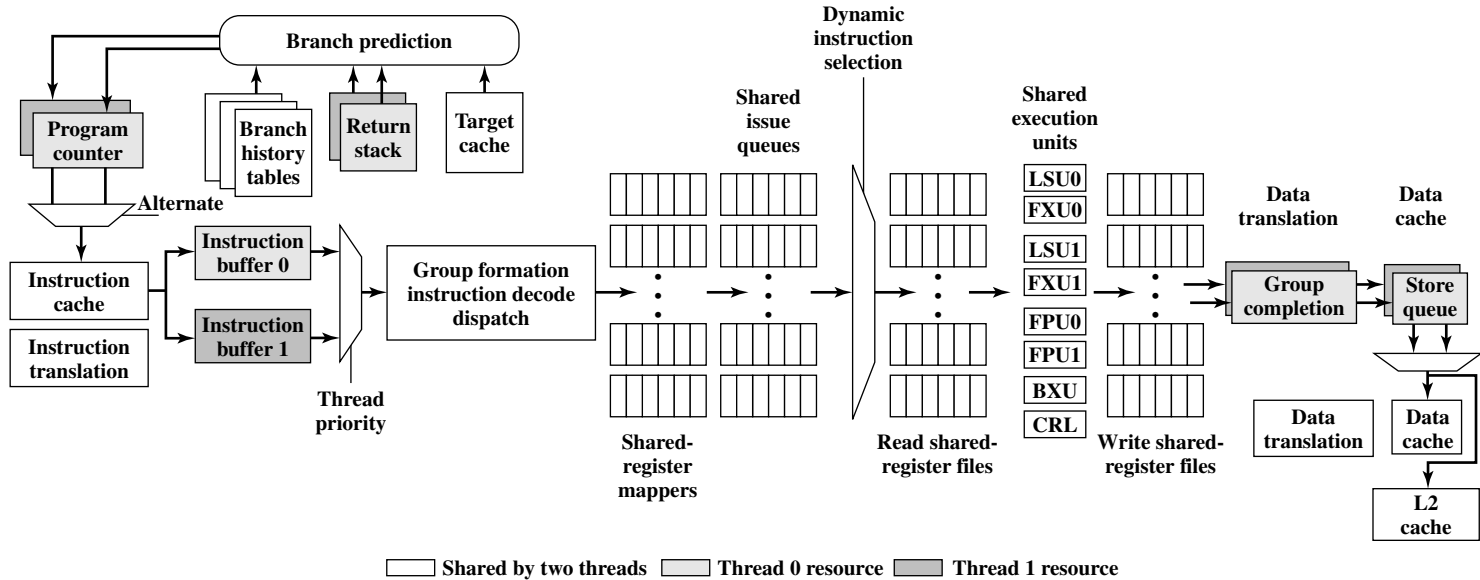 Branch prediction
Program
counter
Branch
history
tables
Return
stack
Target
cache
Alternate
Instruction
cache
Instruction
translation
Instruction
buffer 0
Instruction
buffer 1
Thread
priority
Group formation
instruction decode
dispatch
Shared-
register
mappers
Shared
issue
queues
Dynamic
instruction
selection
Read shared-
register files
Shared
execution
units
LSU0
FXU0
LSU1
FXU1
FPU0
FPU1
BXU
CRL
Write shared-
register files
Data
translation
Group
completion
Data
cache
Store
queue
Data
translation
Data
cache
L2
cache
Shared by two threads
Thread 0 resource
Thread 1 resource